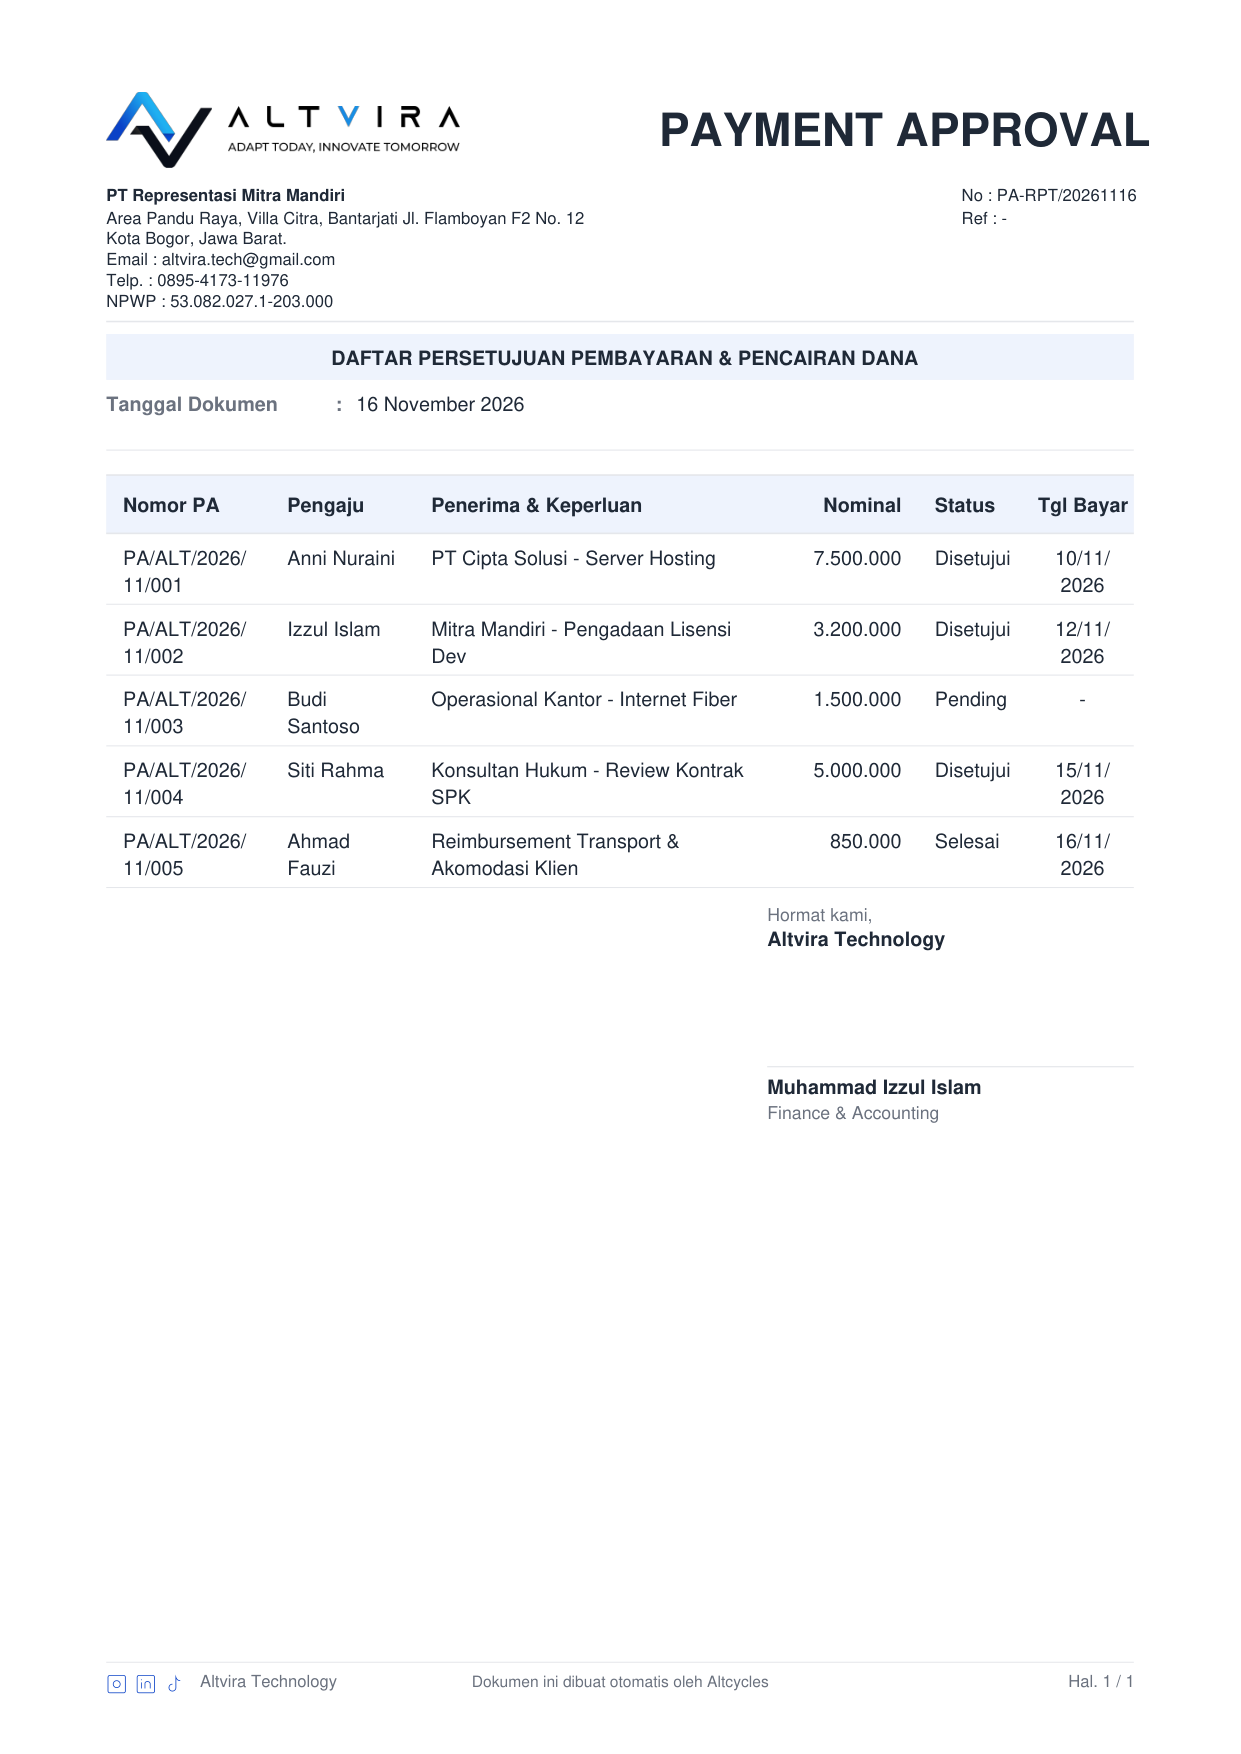 ALTVIRA
ADAPT TODAY, INNOVATE TOMORROW
PAYMENT APPROVAL
PT Representasi Mitra Mandiri
Area Pandu Raya, Villa Citra, Bantarjati Jl. Flamboyan F2 No. 12
Kota Bogor, Jawa Barat.
Email : altvira.tech@gmail.com
Telp. : 0895-4173-11976
NPWP : 53.082.027.1-203.000
No : PA-RPT/20261116
Ref : -
DAFTAR PERSETUJUAN PEMBAYARAN & PENCAIRAN DANA
Tanggal Dokumen : 16 November 2026
Nomor PA Pengaju Penerima & Keperluan Nominal Status Tgl Bayar
PA/ALT/2026/ Anni Nuraini PT Cipta Solusi - Server Hosting 7.500.000 Disetujui 10/11/
11/001 2026
PA/ALT/2026/ Izzul Islam Mitra Mandiri - Pengadaan Lisensi 3.200.000 Disetujui 12/11/
11/002 Dev 2026
PA/ALT/2026/ Budi Operasional Kantor - Internet Fiber 1.500.000 Pending -
11/003 Santoso
PA/ALT/2026/ Siti Rahma Konsultan Hukum - Review Kontrak 5.000.000 Disetujui 15/11/
11/004 SPK 2026
PA/ALT/2026/ Ahmad Reimbursement Transport & 850.000 Selesai 16/11/
11/005 Fauzi Akomodasi Klien 2026
Hormat kami,
Altvira Technology
Muhammad Izzul Islam
Finance & Accounting
Altvira Technology Dokumen ini dibuat otomatis oleh Altcycles Hal. 1 / 1